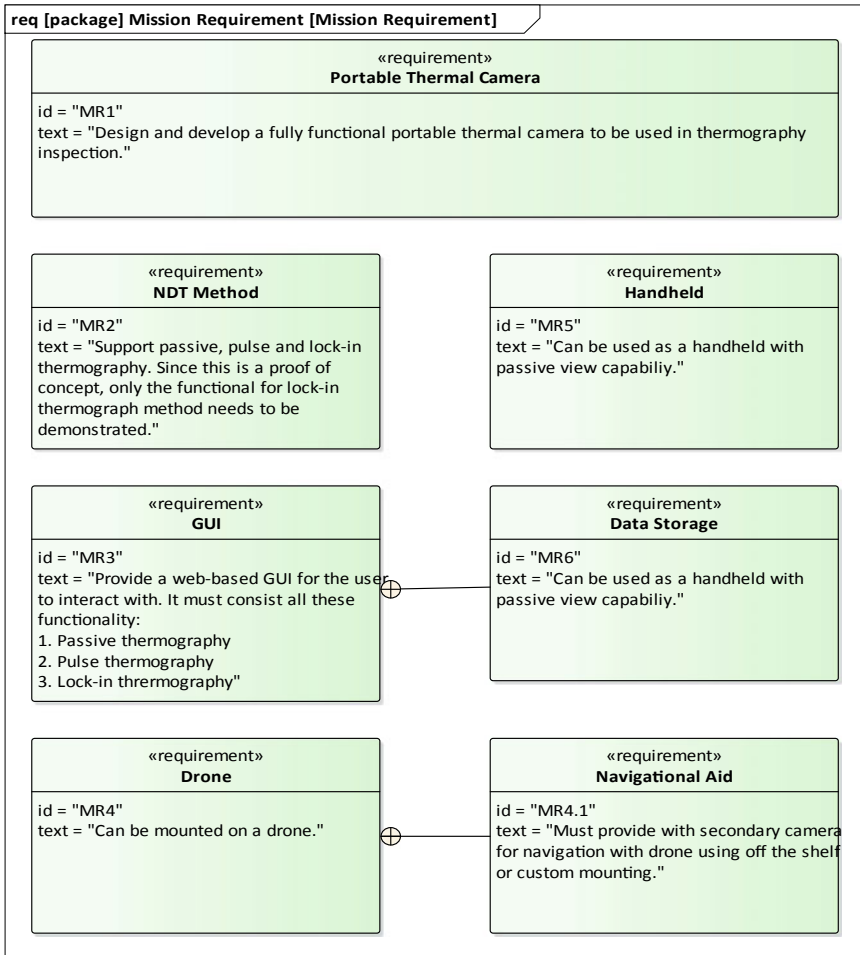 req [package] Mission Requirement [Mission Requirement]
«requirement»
Portable Thermal Camera
id = "MR1"
text = "Design and develop a fully functional portable thermal camera to be used in thermography
inspection."
«requirement»
NDT Method
id = "MR2"
text = "Support passive, pulse and lock-in
thermography. Since this is a proof of
concept, only the functional for lock-in
thermograph method needs to be
demonstrated."
«requirement»
Handheld
id = "MR5"
text = "Can be used as a handheld with
passive view capabiliy."
«requirement»
GUI
id = "MR3"
text = "Provide a web-based GUI for the user
to interact with. It must consist all these
functionality:
1. Passive thermography
2. Pulse thermography
3. Lock-in thrermography"
«requirement»
Data Storage
id = "MR6"
text = "Can be used as a handheld with
passive view capabiliy."
«requirement»
Drone
id = "MR4"
text = "Can be mounted on a drone."
«requirement»
Navigational Aid
id = "MR4.1"
text = "Must provide with secondary camera
for navigation with drone using off the shelf
or custom mounting."